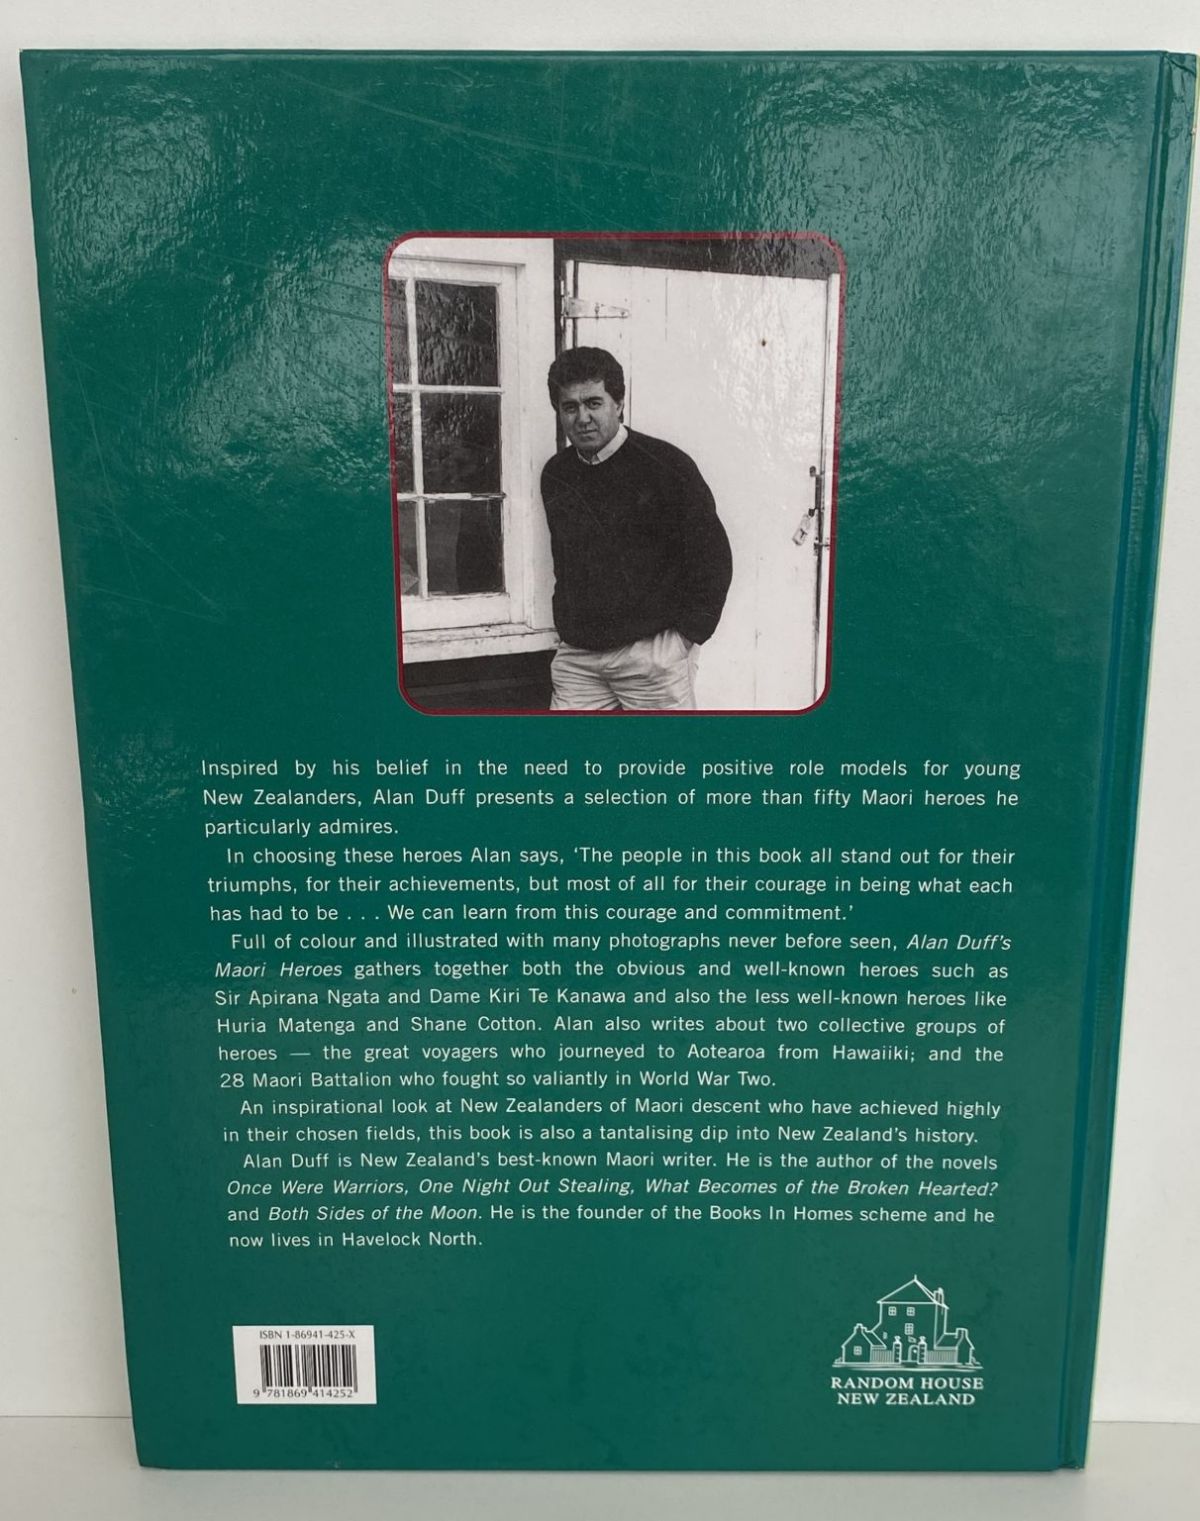 Inspired by his belief in the need to provide positive role models for young
New Zealanders, Alan Duff presents a selection of more than fifty Maori heroes he
particularly admires.
In choosing these heroes Alan says, ‘The people in this book all stand out for their
triumphs, for their achievements, but most of all for their courage in being what each
has had to be . . . We can learn from this courage and commitment.’
Full of colour and illustrated with many photographs never before seen, Alan Duff’s
Maori Heroes gathers together both the obvious and well-known heroes such as
Sir Apirana Ngata and Dame Kiri Te Kanawa and also the less well-known heroes like
Huria Matenga and Shane Cotton. Alan also writes about two collective groups of
heroes — the great voyagers who journeyed to Aotearoa from Hawaiiki; and the
28 Maori Battalion who fought so valiantly in World War Two.
An inspirational look at New Zealanders of Maori descent who have achieved highly
in their chosen fields, this book is also a tantalising dip into New Zealand’s history.
Alan Duff is New Zealand’s best-known Maori writer. He is the author of the novels
Once Were Warriors, One Night Out Stealing, What Becomes of the Broken Hearted?
and Both Sides of the Moon. He is the founder of the Books In Homes scheme and he
now lives in Havelock North.
ISBN 1-86941-425-X
9 781869 414252
RANDOM HOUSE
NEW ZEALAND